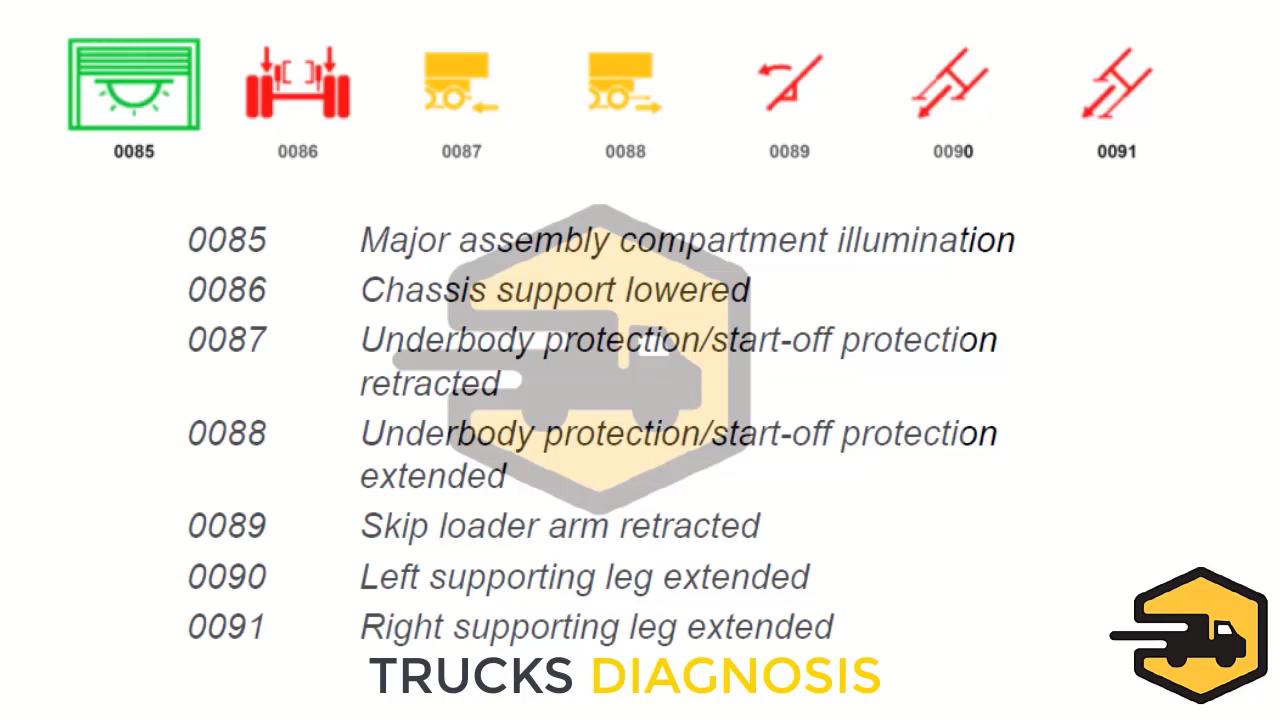 0085 0086 0087 0088 0089 0090 0091
0085 Major assembly compartment illumination
0086 Chassis support lowered
0087 Underbody protection/start-off protection
retracted
0088 Underbody protection/start-off protection
extended
0089 Skip loader arm retracted
0090 Left supporting leg extended
0091 Right supporting leg extended
TRUCKS DIAGNOSIS